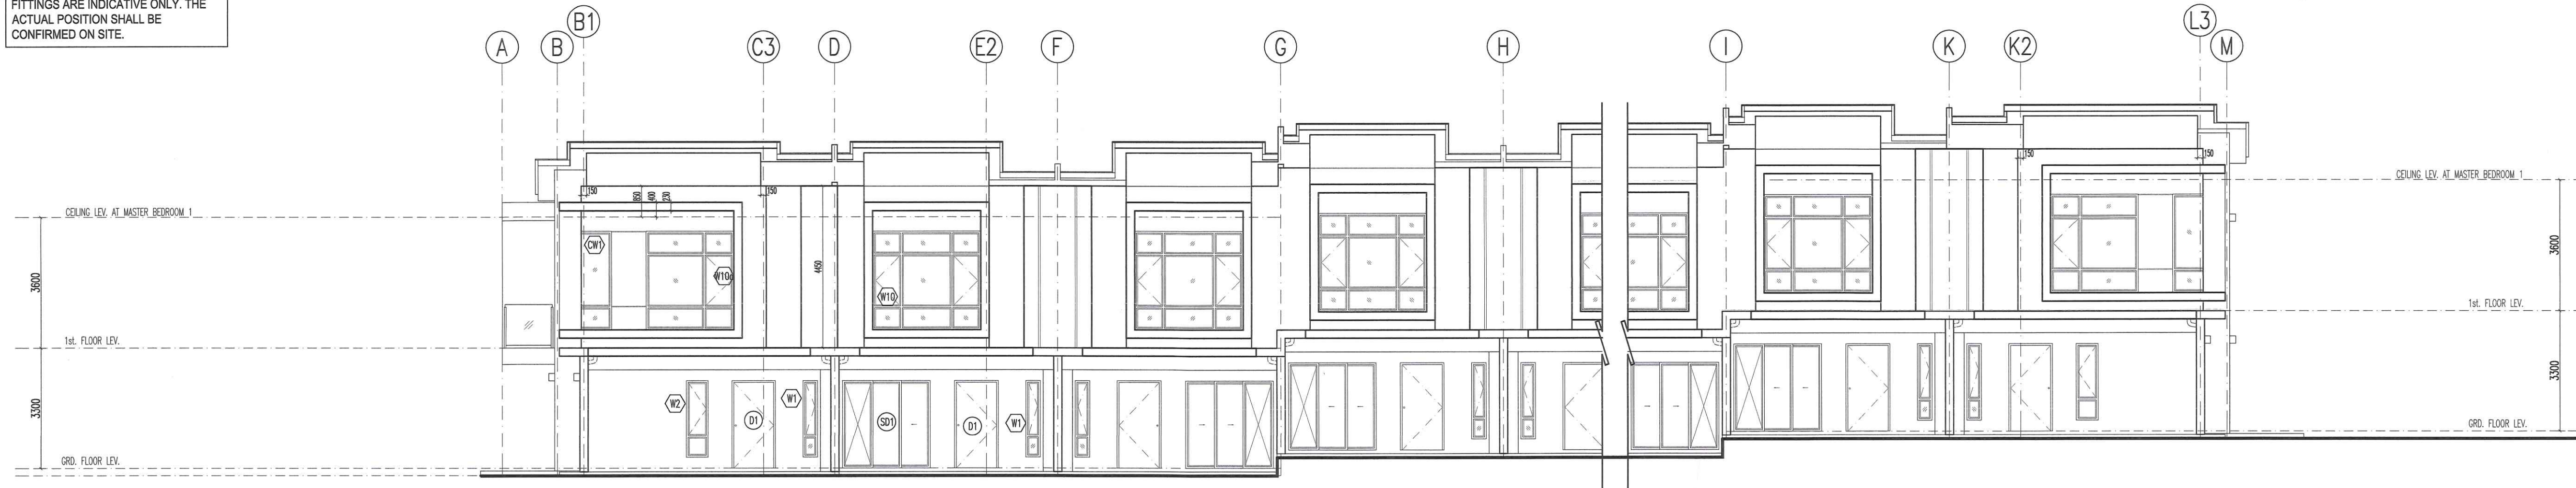 FITTINGS ARE INDICATIVE ONLY. THE
ACTUAL POSITION SHALL BE
CONFIRMED ON SITE.
A
B
B1
C3
D
E2
F
G
H
I
K
K2
L3
M
150
850
400
230
150
150
150
CEILING LEV. AT MASTER BEDROOM 1
CEILING LEV. AT MASTER BEDROOM 1
CW1
W10
4450
3600
3600
1st. FLOOR LEV.
1st. FLOOR LEV.
W2
W1
D1
SD1
D1
W1
3300
3300
GRD. FLOOR LEV.
GRD. FLOOR LEV.